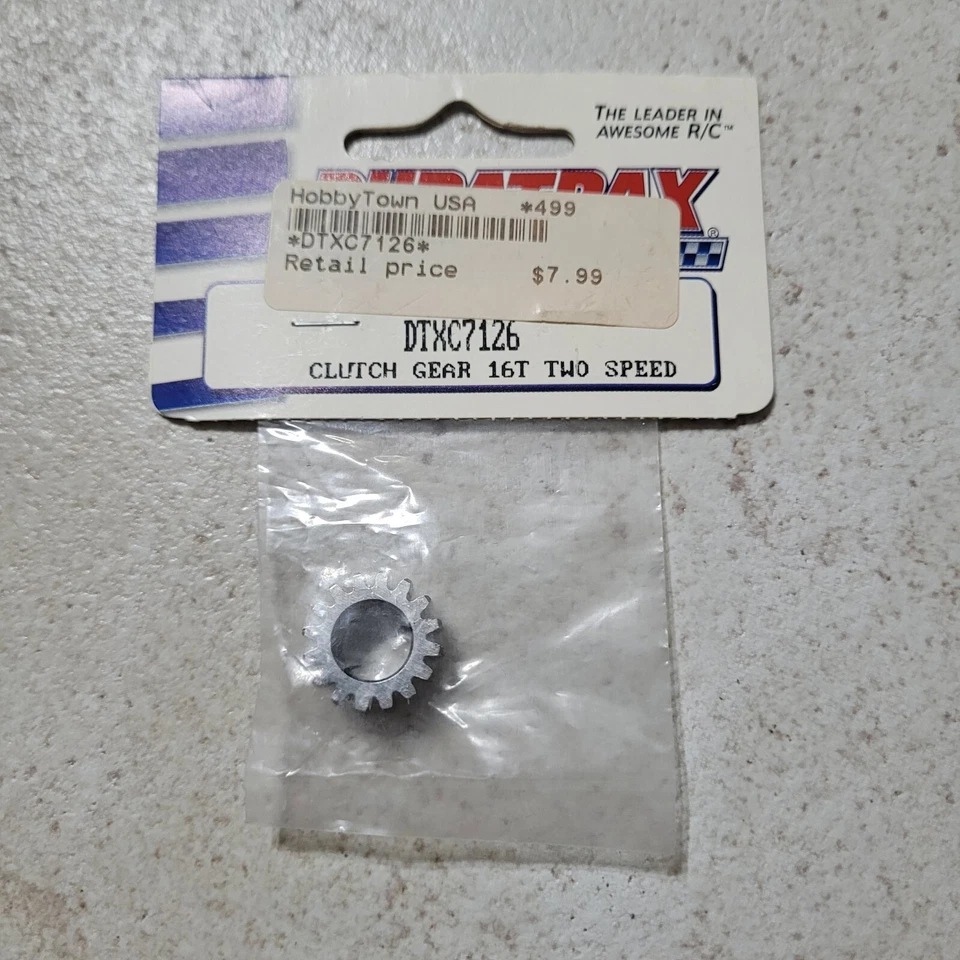 THE LEADER IN
AWESOME R/C™
DURATRAX
®
HobbyTown USA *499
*DTXC7126*
Retail price $7.99
DTXC7126
CLUTCH GEAR 16T TWO SPEED